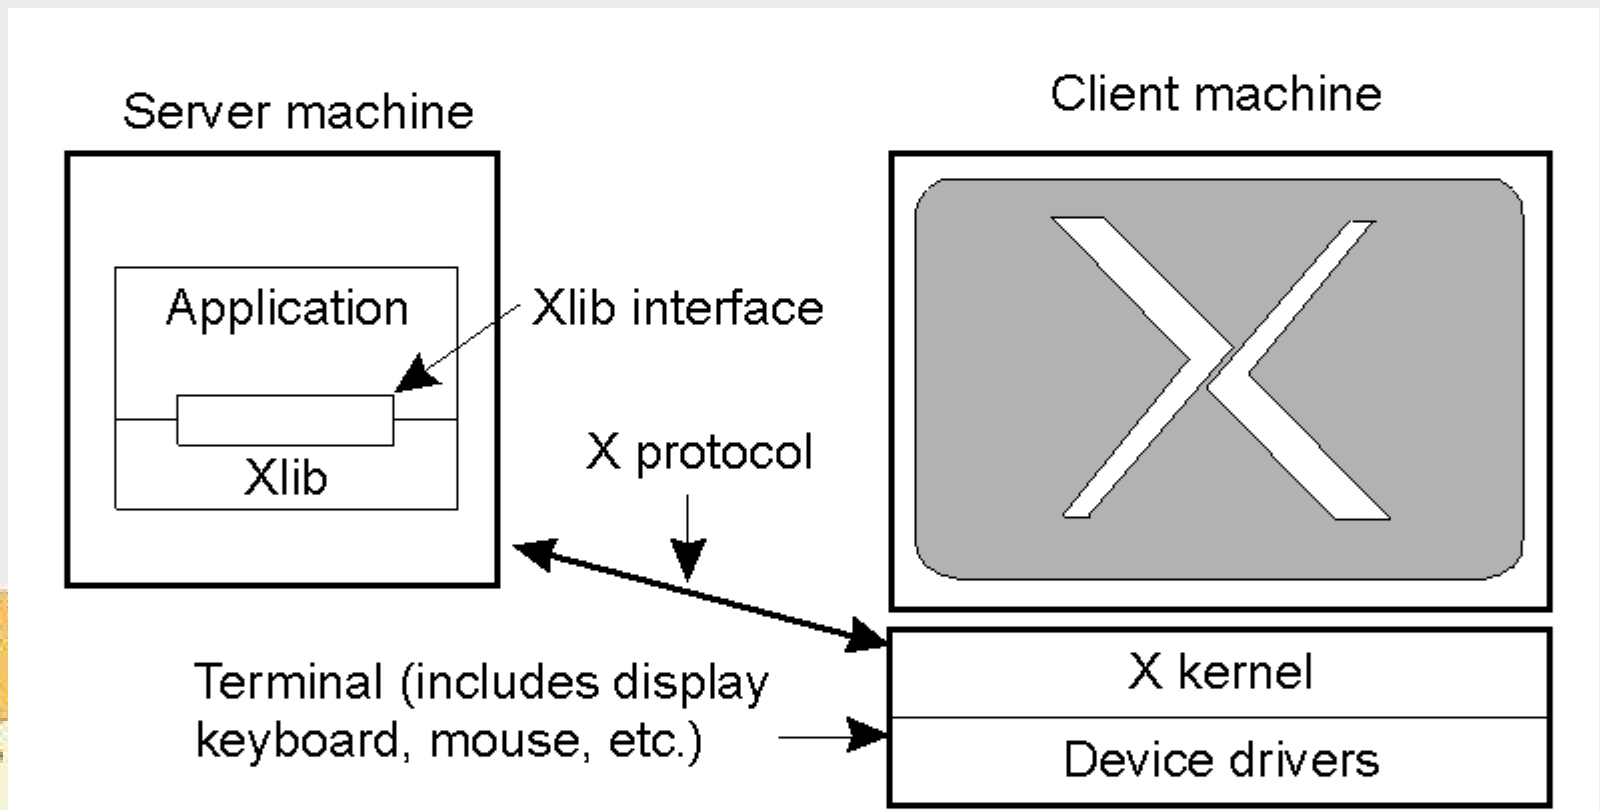 Server machine
Client machine
Application
Xlib interface
Xlib
X protocol
Terminal (includes display
keyboard, mouse, etc.)
X kernel
Device drivers